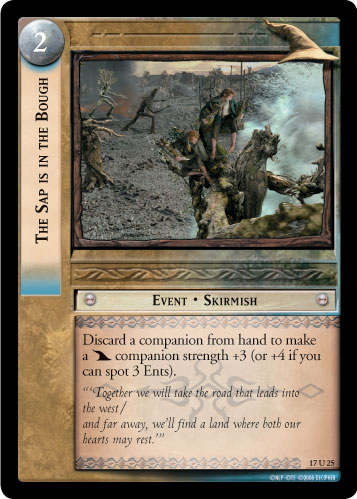 2
The Sap is in the Bough
Event • Skirmish
Discard a companion from hand to make
a companion strength +3 (or +4 if you
can spot 3 Ents).
“‘Together we will take the road that leads into
the west/
and far away, we’ll find a land where both our
hearts may rest.’”
17 U 25